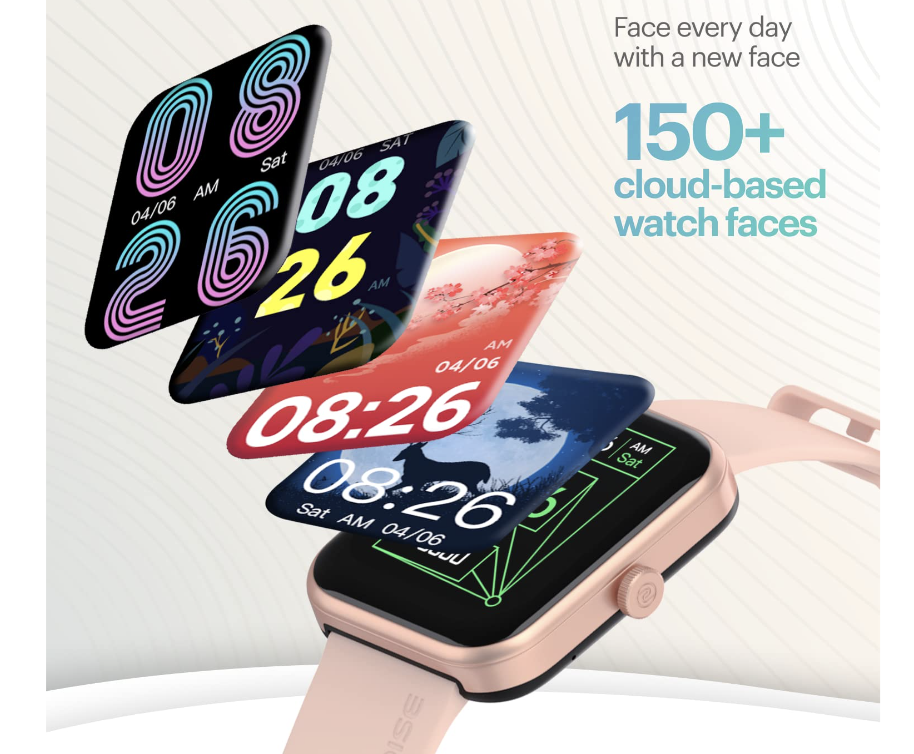 Face every day
with a new face
150+
cloud-based
watch faces
08
04/06 AM Sat
26
04/06 SAT
08
26
AM
AM
04/06
08:26
08:26
Sat AM 04/06
AM
Sat